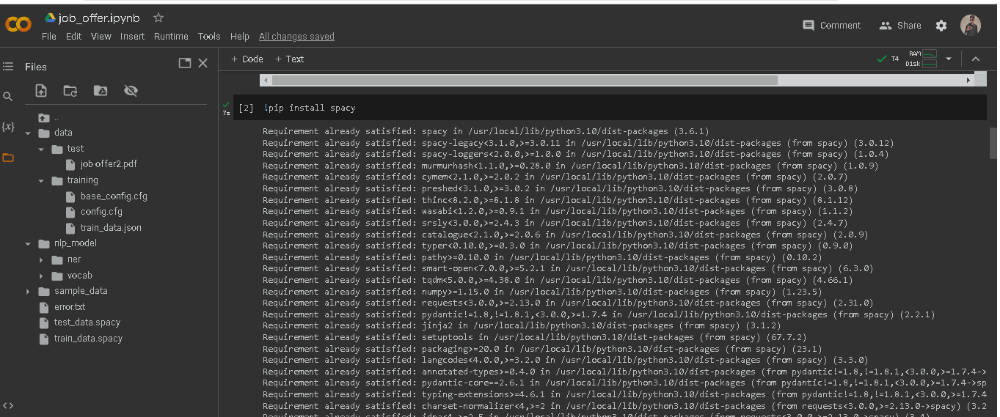 job_offer.ipynb
File Edit View Insert Runtime Tools Help All changes saved
Comment Share
Files
+ Code + Text
T4 RAM Disk
..
data
test
job offer2.pdf
training
base_config.cfg
config.cfg
train_data.json
nlp_model
ner
vocab
sample_data
error.txt
test_data.spacy
train_data.spacy
{x}
7s
[2] !pip install spacy
Requirement already satisfied: spacy in /usr/local/lib/python3.10/dist-packages (3.6.1)
Requirement already satisfied: spacy-legacy<3.1.0,>=3.0.11 in /usr/local/lib/python3.10/dist-packages (from spacy) (3.0.12)
Requirement already satisfied: spacy-loggers<2.0.0,>=1.0.0 in /usr/local/lib/python3.10/dist-packages (from spacy) (1.0.4)
Requirement already satisfied: murmurhash<1.1.0,>=0.28.0 in /usr/local/lib/python3.10/dist-packages (from spacy) (1.0.9)
Requirement already satisfied: cymem<2.1.0,>=2.0.2 in /usr/local/lib/python3.10/dist-packages (from spacy) (2.0.7)
Requirement already satisfied: preshed<3.1.0,>=3.0.2 in /usr/local/lib/python3.10/dist-packages (from spacy) (3.0.8)
Requirement already satisfied: thinc<8.2.0,>=8.1.8 in /usr/local/lib/python3.10/dist-packages (from spacy) (8.1.12)
Requirement already satisfied: wasabi<1.2.0,>=0.9.1 in /usr/local/lib/python3.10/dist-packages (from spacy) (1.1.2)
Requirement already satisfied: srsly<3.0.0,>=2.4.3 in /usr/local/lib/python3.10/dist-packages (from spacy) (2.4.7)
Requirement already satisfied: catalogue<2.1.0,>=2.0.6 in /usr/local/lib/python3.10/dist-packages (from spacy) (2.0.9)
Requirement already satisfied: typer<0.10.0,>=0.3.0 in /usr/local/lib/python3.10/dist-packages (from spacy) (0.9.0)
Requirement already satisfied: pathy>=0.10.0 in /usr/local/lib/python3.10/dist-packages (from spacy) (0.10.2)
Requirement already satisfied: smart-open<7.0.0,>=5.2.1 in /usr/local/lib/python3.10/dist-packages (from spacy) (6.3.0)
Requirement already satisfied: tqdm<5.0.0,>=4.38.0 in /usr/local/lib/python3.10/dist-packages (from spacy) (4.66.1)
Requirement already satisfied: numpy>=1.15.0 in /usr/local/lib/python3.10/dist-packages (from spacy) (1.23.5)
Requirement already satisfied: requests<3.0.0,>=2.13.0 in /usr/local/lib/python3.10/dist-packages (from spacy) (2.31.0)
Requirement already satisfied: pydantic!=1.8,!=1.8.1,<3.0.0,>=1.7.4 in /usr/local/lib/python3.10/dist-packages (from spacy) (2.2.1)
Requirement already satisfied: jinja2 in /usr/local/lib/python3.10/dist-packages (from spacy) (3.1.2)
Requirement already satisfied: setuptools in /usr/local/lib/python3.10/dist-packages (from spacy) (67.7.2)
Requirement already satisfied: packaging>=20.0 in /usr/local/lib/python3.10/dist-packages (from spacy) (23.1)
Requirement already satisfied: langcodes<4.0.0,>=3.2.0 in /usr/local/lib/python3.10/dist-packages (from spacy) (3.3.0)
Requirement already satisfied: annotated-types>=0.4.0 in /usr/local/lib/python3.10/dist-packages (from pydantic!=1.8,!=1.8.1,<3.0.0,>=1.7.4->
Requirement already satisfied: pydantic-core==2.6.1 in /usr/local/lib/python3.10/dist-packages (from pydantic!=1.8,!=1.8.1,<3.0.0,>=1.7.4->sp
Requirement already satisfied: typing-extensions>=4.6.1 in /usr/local/lib/python3.10/dist-packages (from pydantic!=1.8,!=1.8.1,<3.0.0,>=1.7.4
Requirement already satisfied: charset-normalizer<4,>=2 in /usr/local/lib/python3.10/dist-packages (from requests<3.0.0,>=2.13.0->spacy) (3.2
Requirement already satisfied: idna<4,>=2.5 in /usr/local/lib/python3.10/dist-packages (from requests<3.0.0,>=2.13.0->spacy) (3.4)